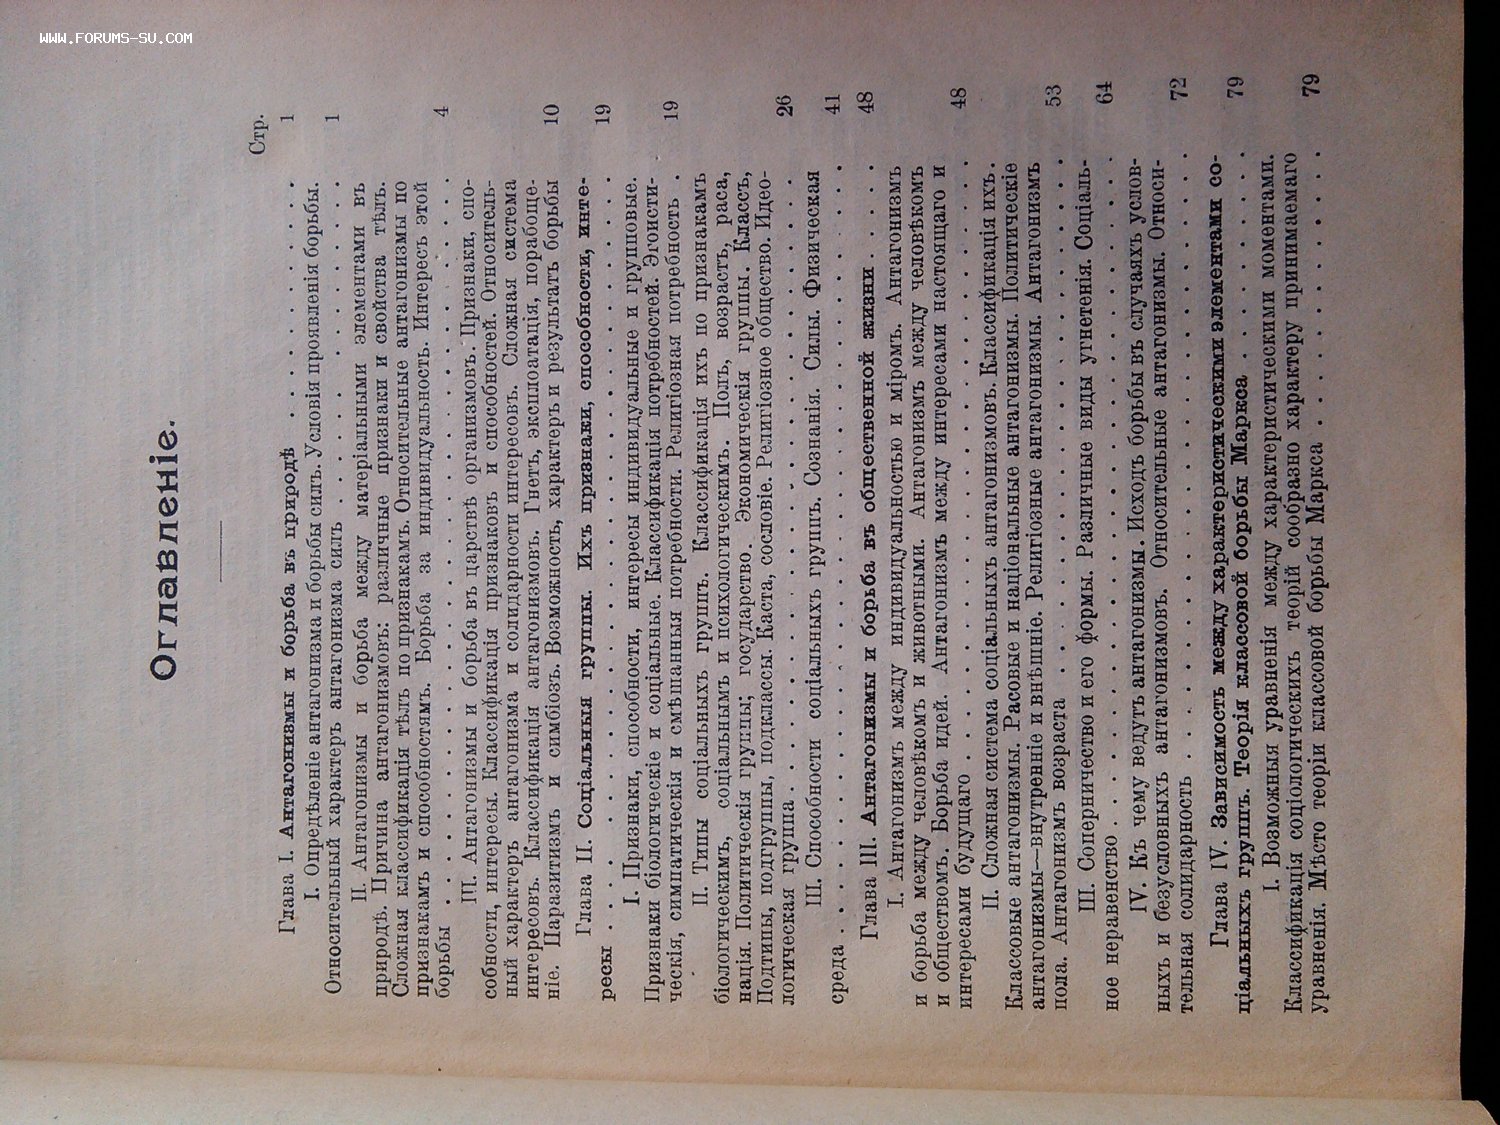 WWW.FORUMS-SU.COM
Оглавленіе.
Стр.
Глава I. Антагонизмы и борьба въ природѣ . . . . . . . . . . 1
I. Опредѣленіе антагонизма и борьбы силъ. Условія проявленія борьбы.
Относительный характеръ антагонизма силъ . . . . . . . . . . 1
II. Антагонизмы и борьба между матеріальными элементами въ
природѣ. Причина антагонизмовъ: различные признаки и свойства тѣлъ.
Сложная классификація тѣлъ по признакамъ. Относительные антагонизмы по
признакамъ и способностямъ. Борьба за индивидуальность. Интересъ этой
борьбы . . . . . . . . . . 4
III. Антагонизмы и борьба въ царствѣ организмовъ. Признаки, спо-
собности, интересы. Классификація признаковъ и способностей. Относитель-
ный характеръ антагонизма и солидарности интересовъ. Сложная система
интересовъ. Классификація антагонизмовъ. Гнетъ, эксплоатація, порабоще-
ніе. Паразитизмъ и симбіозъ. Возможность, характеръ и результатъ борьбы 10
Глава II. Соціальныя группы. Ихъ признаки, способности, инте-
ресы . . . . . . . . . . 19
I. Признаки, способности, интересы индивидуальные и групповые.
Признаки біологическіе и соціальные. Классификація потребностей. Эгоисти-
ческія, симпатическія и смѣшанныя потребности. Религіозная потребность . 19
II. Типы соціальныхъ группъ. Классификація ихъ по признакамъ
біологическимъ, соціальнымъ и психологическимъ. Полъ, возрастъ, раса,
нація. Политическія группы; государство. Экономическія группы. Классъ,
Подтипы, подгруппы, подклассы. Каста, сословіе. Религіозное общество. Идео-
логическая группа . . . . . . . . . . 26
III. Способности соціальныхъ группъ. Сознанія. Силы. Физическая
среда . . . . . . . . . . 41
Глава III. Антагонизмы и борьба въ общественной жизни . . . . . 48
I. Антагонизмъ между индивидуальностью и міромъ. Антагонизмъ
и борьба между человѣкомъ и животными. Антагонизмъ между человѣкомъ
и обществомъ. Борьба идей. Антагонизмъ между интересами настоящаго и
интересами будущаго . . . . . . . . . . 48
II. Сложная система соціальныхъ антагонизмовъ. Классификація ихъ.
Классовые антагонизмы. Расовые и національные антагонизмы. Политическіе
антагонизмы—внутренніе и внѣшніе. Религіозные антагонизмы. Антагонизмъ
пола. Антагонизмъ возраста . . . . . . . . . . 53
III. Соперничество и его формы. Различные виды угнетенія. Соціаль-
ное неравенство . . . . . . . . . . 64
IV. Къ чему ведутъ антагонизмы. Исходъ борьбы въ случаяхъ услов-
ныхъ и безусловныхъ антагонизмовъ. Относительные антагонизмы. Относи-
тельная солидарность . . . . . . . . . . 72
Глава IV. Зависимость между характеристическими элементами со-
ціальныхъ группъ. Теорія классовой борьбы Маркса . . . . . . . . 79
I. Возможныя уравненія между характеристическими моментами.
Классификація соціологическихъ теорій сообразно характеру принимаемаго
уравненія. Мѣсто теоріи классовой борьбы Маркса . . . . . . . . . . 79